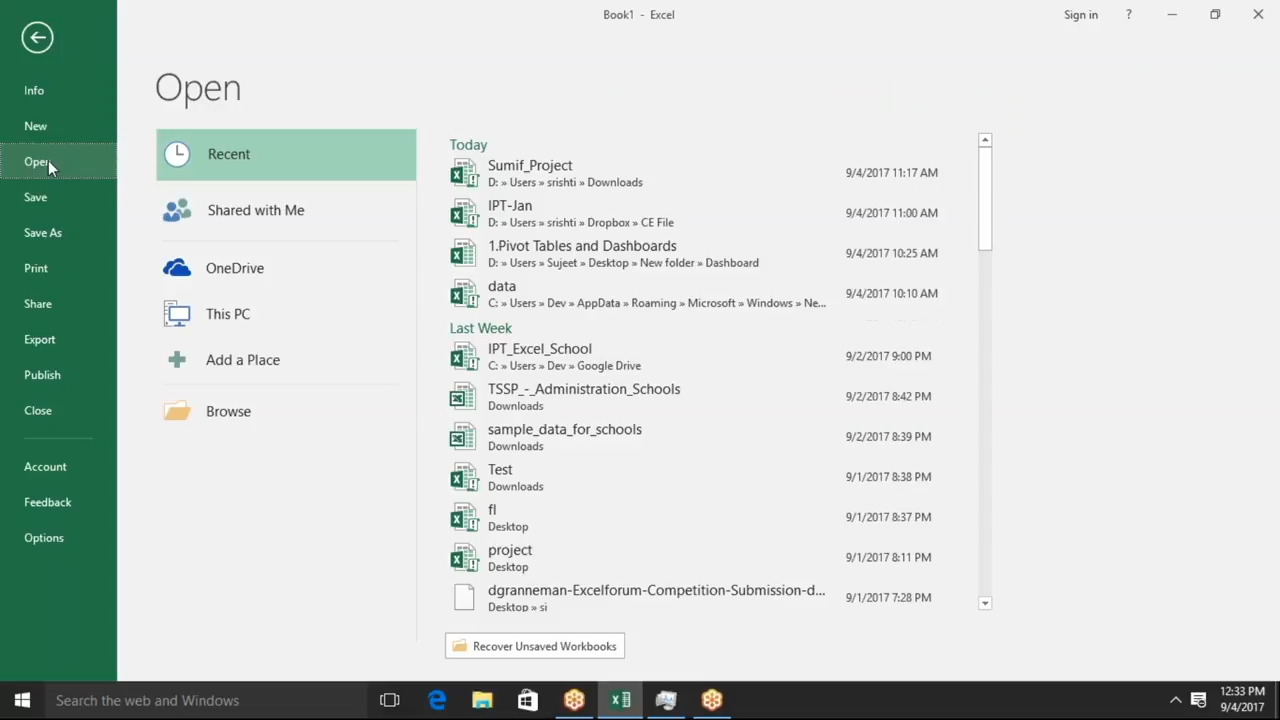 Book1 - Excel
Sign in
?
Info
New
Open
Save
Save As
Print
Share
Export
Publish
Close
Account
Feedback
Options
Open
Recent
Shared with Me
OneDrive
This PC
Add a Place
Browse
Today
Sumif_Project
D: » Users » srishti » Downloads
9/4/2017 11:17 AM
IPT-Jan
D: » Users » srishti » Dropbox » CE File
9/4/2017 11:00 AM
1.Pivot Tables and Dashboards
D: » Users » Sujeet » Desktop » New folder » Dashboard
9/4/2017 10:25 AM
data
C: » Users » Dev » AppData » Roaming » Microsoft » Windows » Ne...
9/4/2017 10:10 AM
Last Week
IPT_Excel_School
C: » Users » Dev » Google Drive
9/2/2017 9:00 PM
TSSP_-_Administration_Schools
Downloads
9/2/2017 8:42 PM
sample_data_for_schools
Downloads
9/2/2017 8:39 PM
Test
Downloads
9/1/2017 8:38 PM
fl
Desktop
9/1/2017 8:37 PM
project
Desktop
9/1/2017 8:11 PM
dgranneman-Excelforum-Competition-Submission-d...
Desktop » si
9/1/2017 7:28 PM
Recover Unsaved Workbooks
Search the web and Windows
12:33 PM
9/4/2017